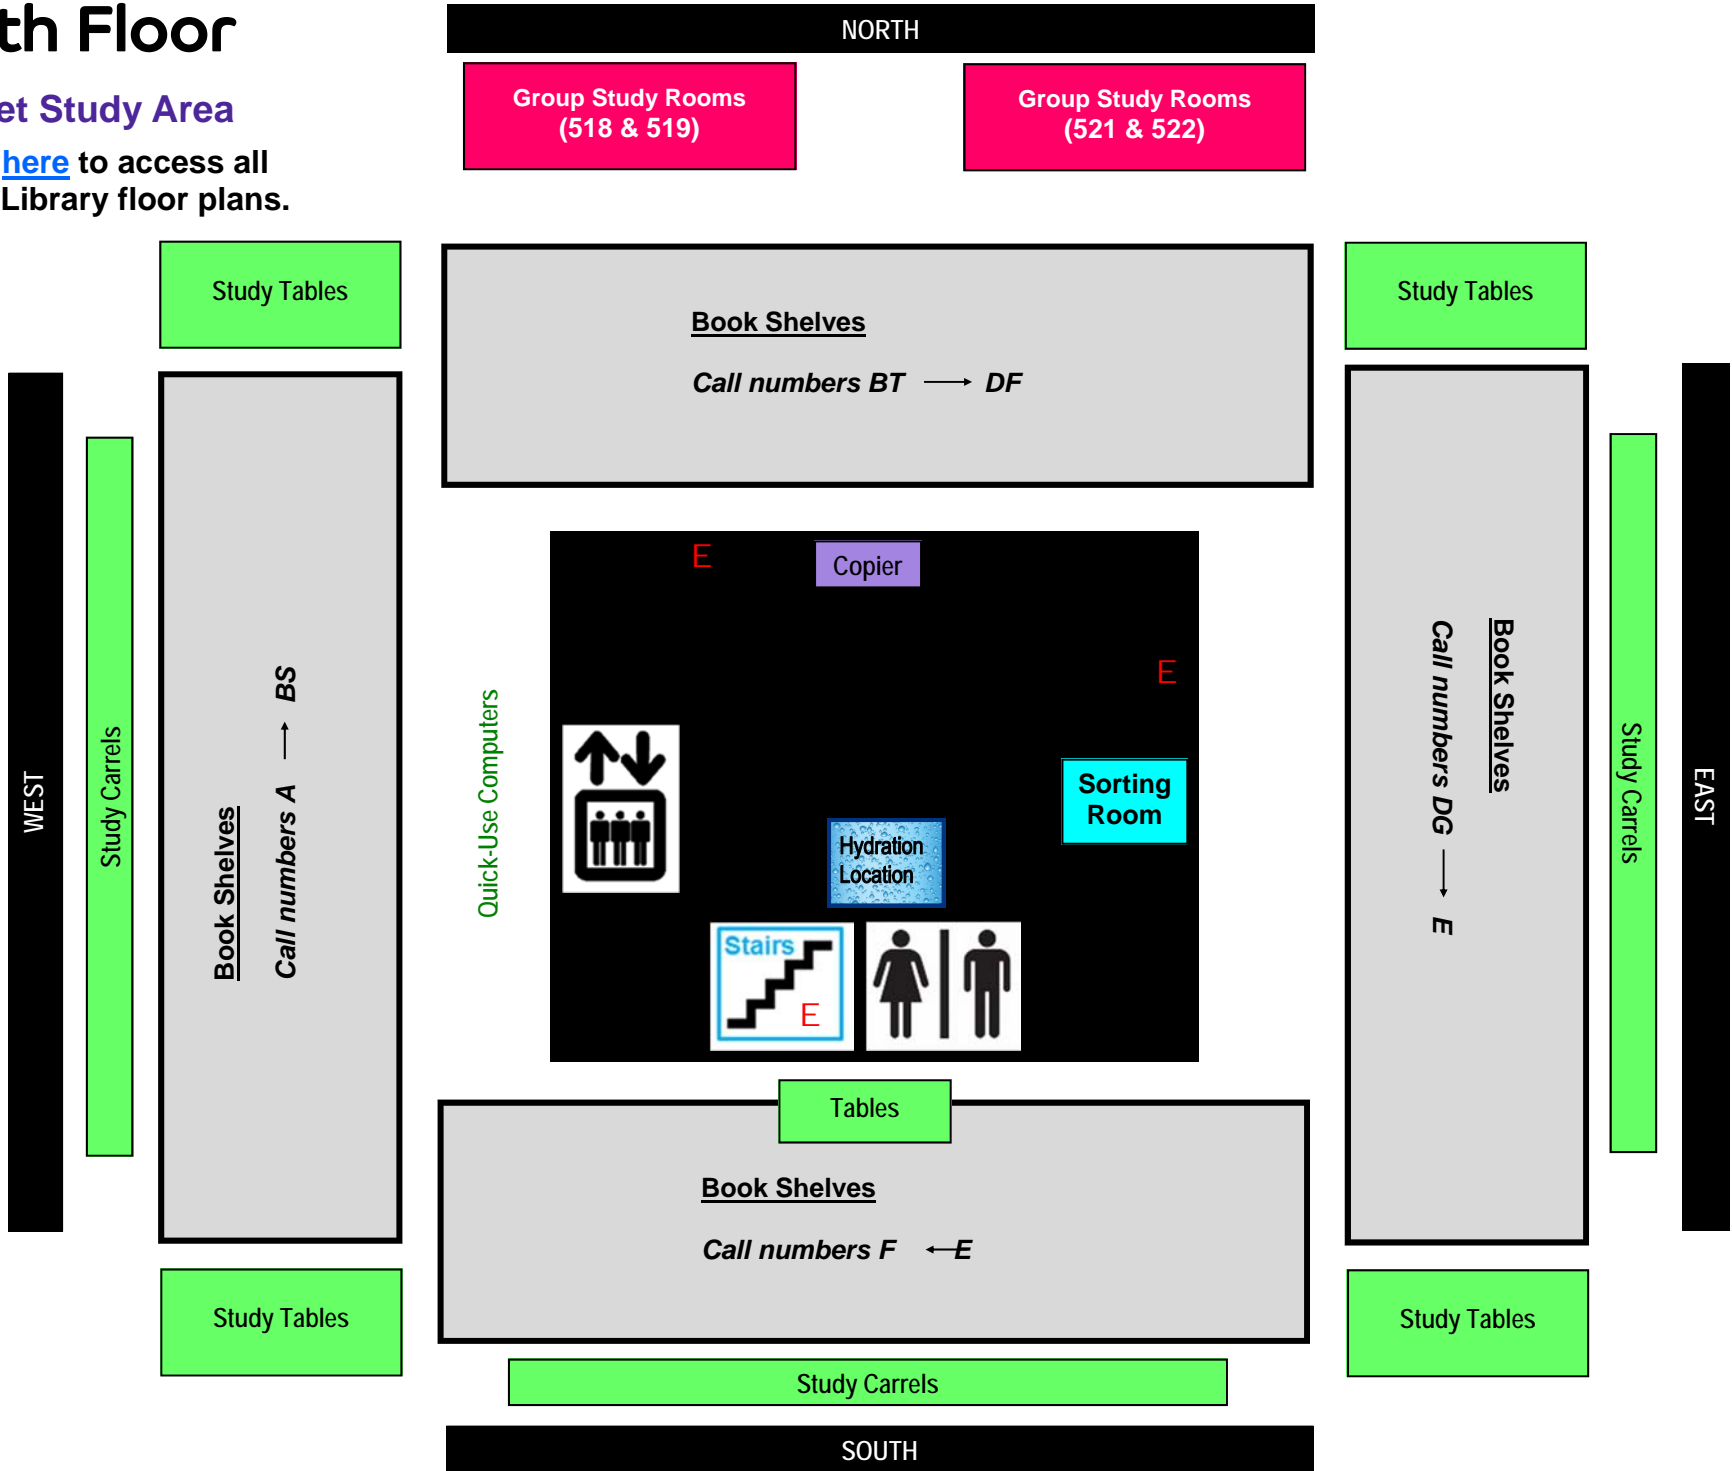 th Floor
et Study Area
here to access all
Library floor plans.
NORTH
Group Study Rooms
(518 & 519)
Group Study Rooms
(521 & 522)
Study Tables
Study Tables
Book Shelves
Call numbers BT → DF
WEST
Study Carrels
Book Shelves
Call numbers A → BS
Quick-Use Computers
E
Copier
E
Sorting
Room
Hydration
Location
Stairs
E
Book Shelves
Call numbers DG → E
Study Carrels
EAST
Tables
Book Shelves
Call numbers F ← E
Study Tables
Study Tables
Study Carrels
SOUTH